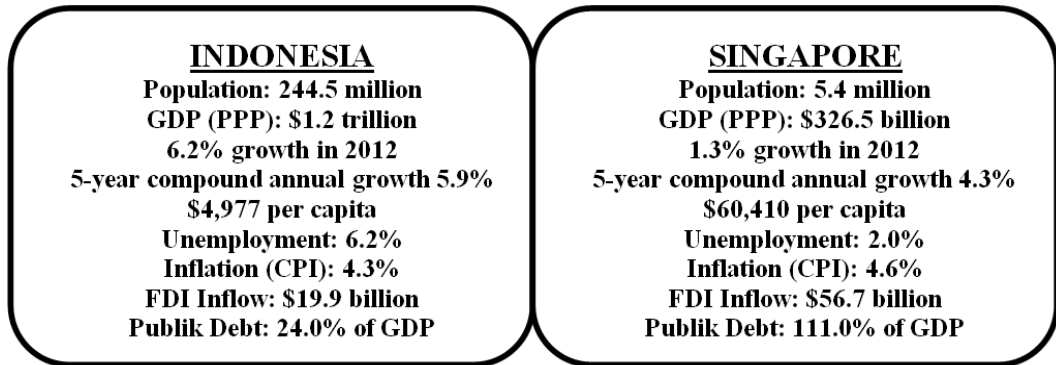 INDONESIA
Population: 244.5 million
GDP (PPP): $1.2 trillion
6.2% growth in 2012
5-year compound annual growth 5.9%
$4,977 per capita
Unemployment: 6.2%
Inflation (CPI): 4.3%
FDI Inflow: $19.9 billion
Publik Debt: 24.0% of GDP
SINGAPORE
Population: 5.4 million
GDP (PPP): $326.5 billion
1.3% growth in 2012
5-year compound annual growth 4.3%
$60,410 per capita
Unemployment: 2.0%
Inflation (CPI): 4.6%
FDI Inflow: $56.7 billion
Publik Debt: 111.0% of GDP